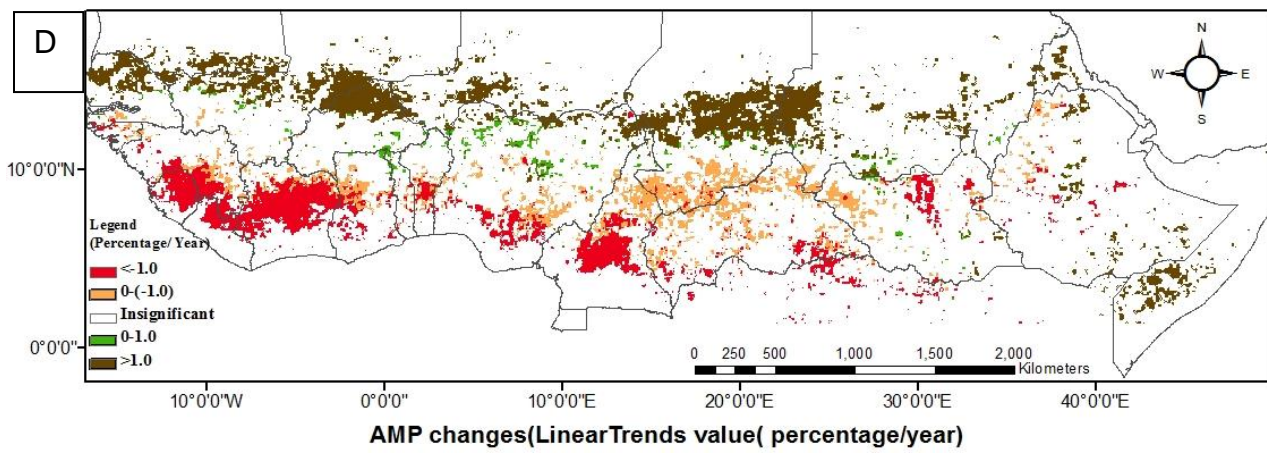 D
N
W E
S
10°0'0"N
Legend
(Percentage/ Year)
<-1.0
0-(-1.0)
Insignificant
0-1.0
>1.0
0°0'0"
0 250 500 1,000 1,500 2,000
Kilometers
10°0'0"W 0°0'0" 10°0'0"E 20°0'0"E 30°0'0"E 40°0'0"E
AMP changes(LinearTrends value( percentage/year)